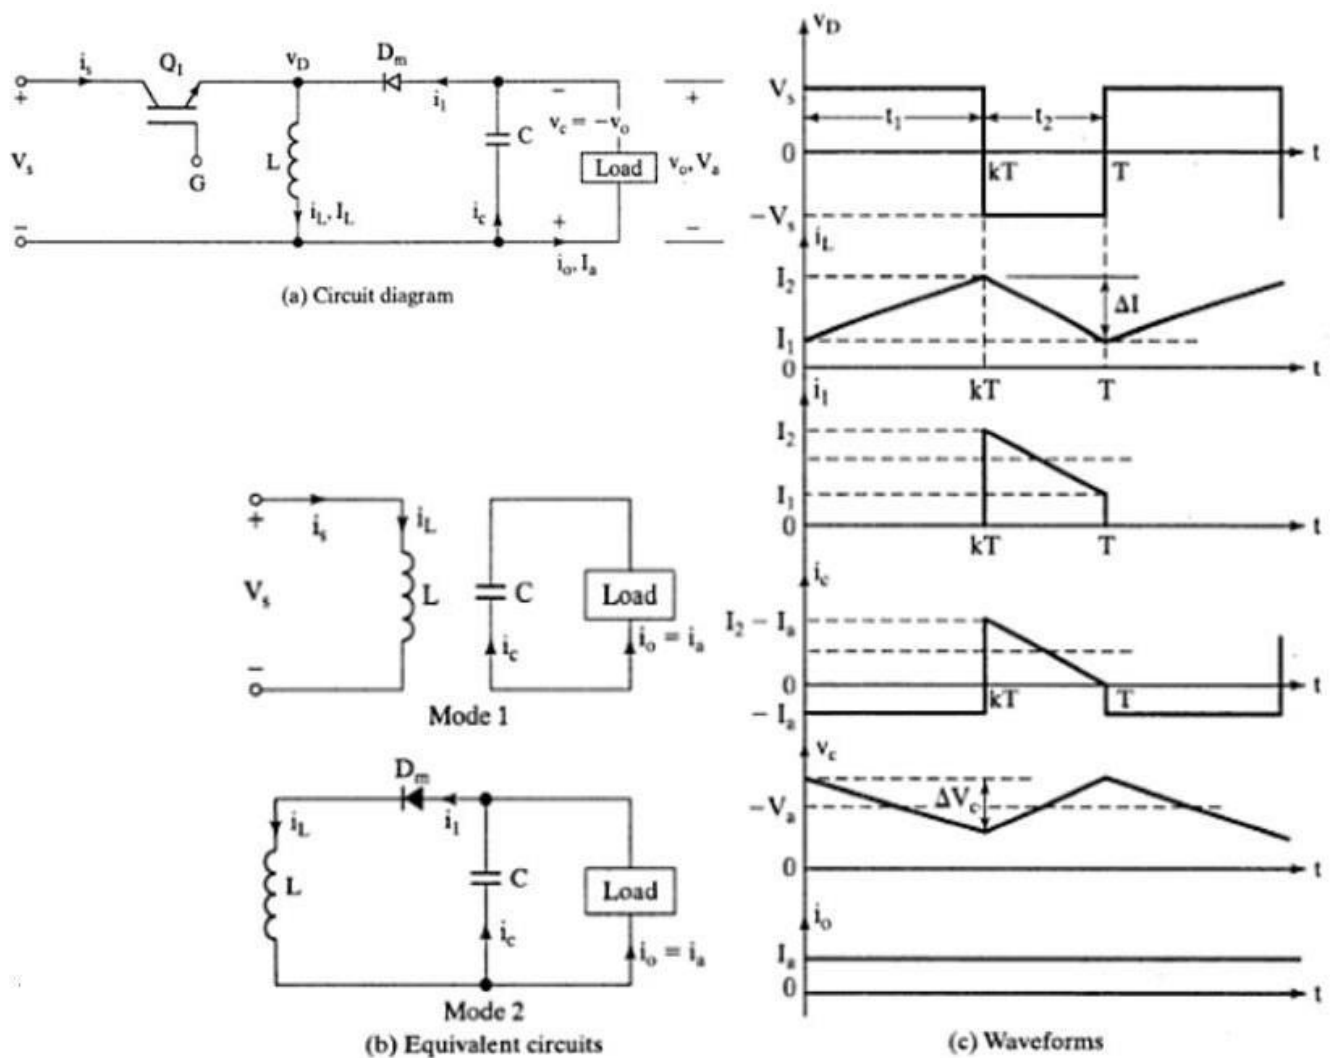 i_s Q_1 v_D D_m
+ i_1 − +
C v_c = −v_o
V_s L Load v_o, V_a
G
− i_L, I_L i_c + −
i_o, I_a
(a) Circuit diagram
i_s i_L
+
V_s L C Load
− i_c i_o = i_a
Mode 1
D_m
i_L i_1
L C Load
i_c i_o = i_a
Mode 2
(b) Equivalent circuits
v_D
V_s
t_1 t_2
0 kT T t
−V_s
i_L
I_2
ΔI
I_1
0 t
kT T
i_1
I_2
I_1
0 t
kT T
i_c
I_2 − I_a
0 kT T t
− I_a
v_c
−V_a ΔV_c
0 t
i_o
I_a
0 t
(c) Waveforms